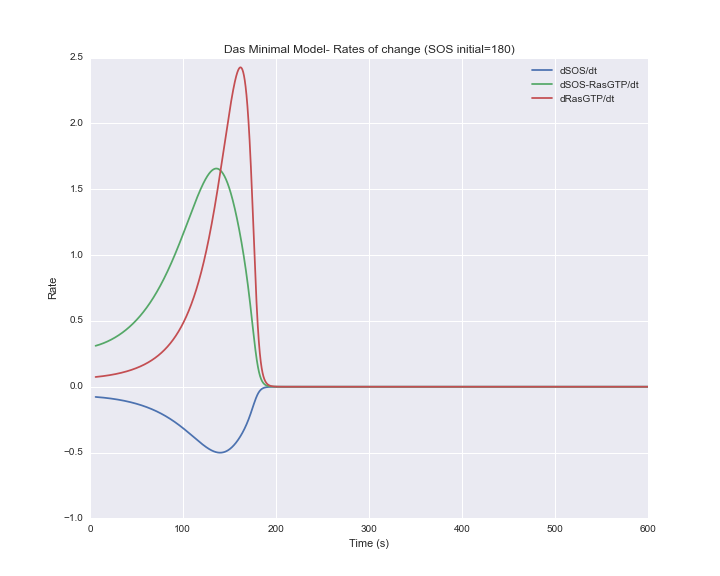 Das Minimal Model- Rates of change (SOS initial=180)
2.5
2.0
1.5
1.0
0.5
0.0
−0.5
−1.0
Rate
dSOS/dt
dSOS-RasGTP/dt
dRasGTP/dt
0 100 200 300 400 500 600
Time (s)